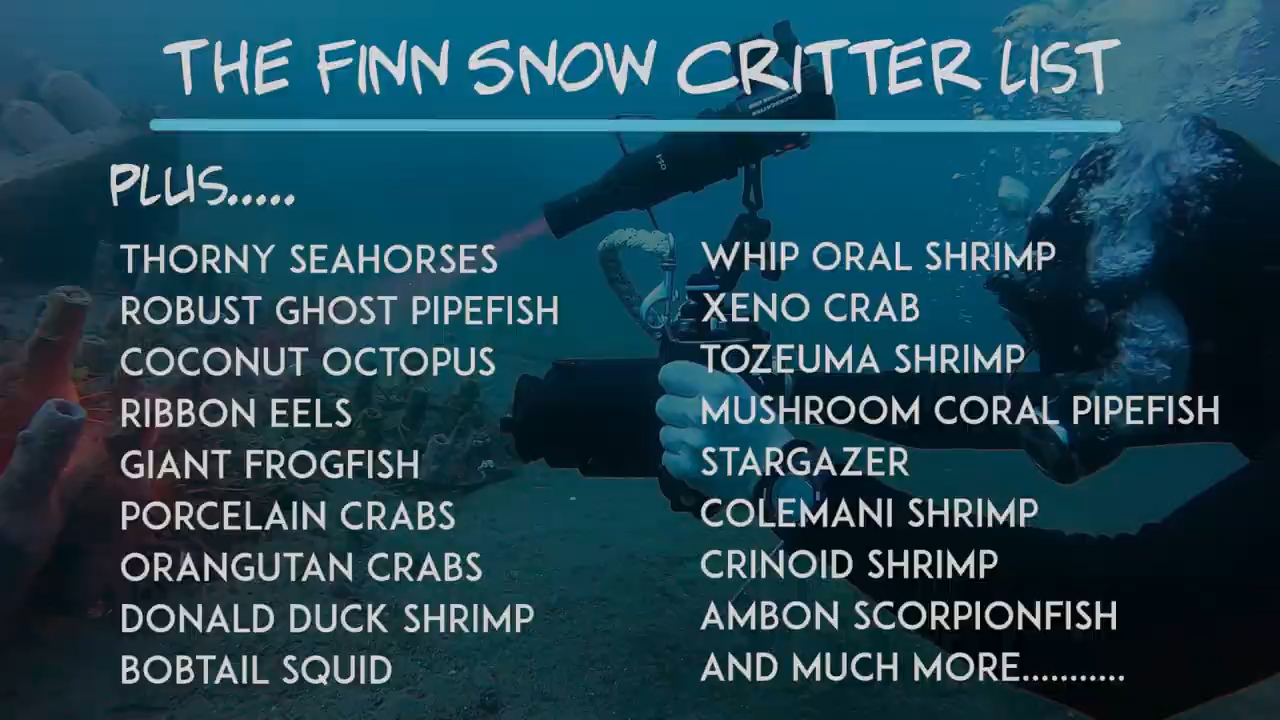 THE FINN SNOW CRITTER LIST
PLUS.....
THORNY SEAHORSES
ROBUST GHOST PIPEFISH
COCONUT OCTOPUS
RIBBON EELS
GIANT FROGFISH
PORCELAIN CRABS
ORANGUTAN CRABS
DONALD DUCK SHRIMP
BOBTAIL SQUID
WHIP ORAL SHRIMP
XENO CRAB
TOZEUMA SHRIMP
MUSHROOM CORAL PIPEFISH
STARGAZER
COLEMANI SHRIMP
CRINOID SHRIMP
AMBON SCORPIONFISH
AND MUCH MORE...........